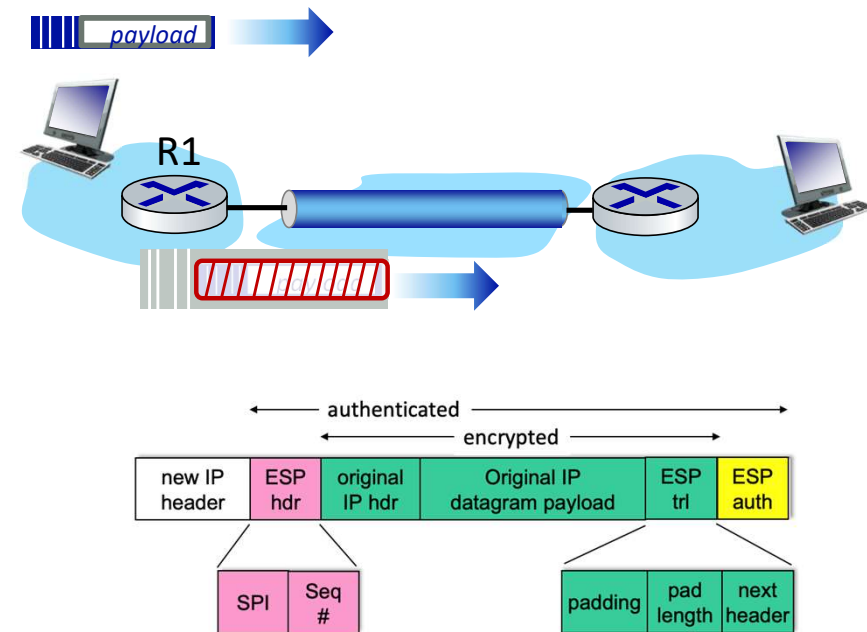 payload
R1
payload
authenticated
encrypted
new IP
header
ESP
hdr
original
IP hdr
Original IP
datagram payload
ESP
trl
ESP
auth
SPI
Seq
#
padding
pad
length
next
header